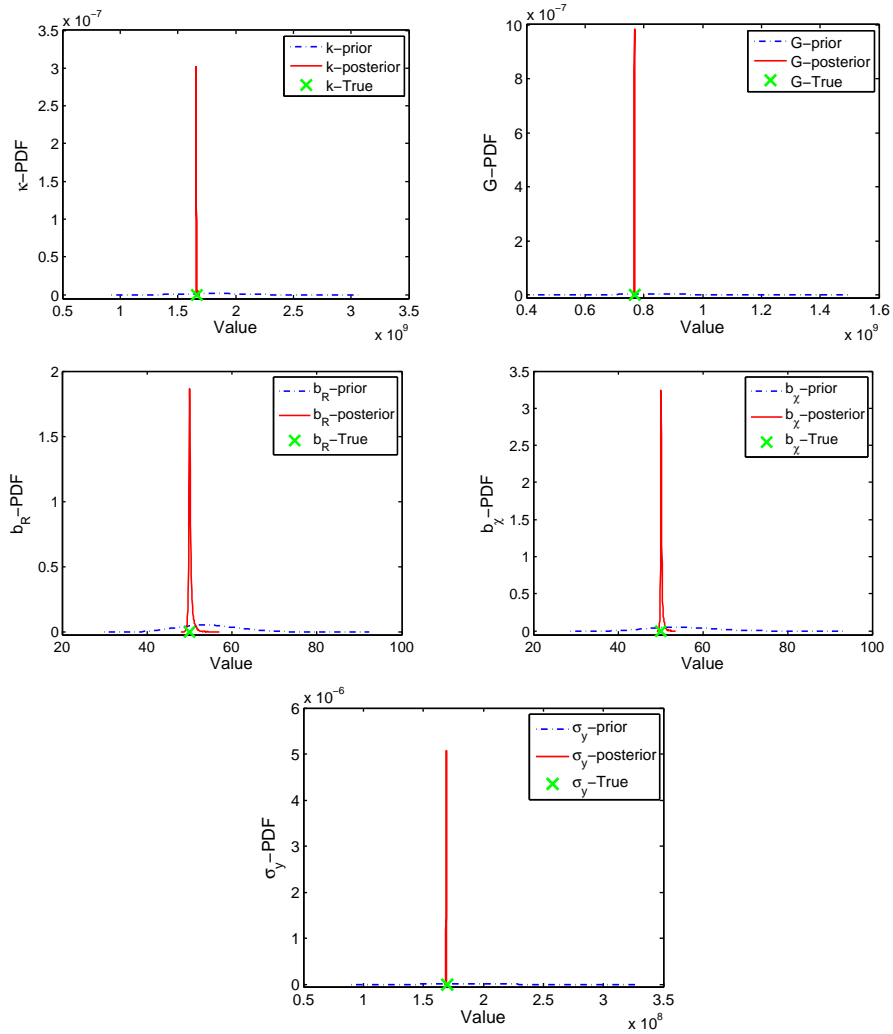 x 10⁻⁷
3.5
3
2.5
2
1.5
1
0.5
0
κ−PDF
k−prior
k−posterior
k−True
0.5 1 1.5 2 2.5 3 3.5
Value
x 10⁹
x 10⁻⁷
10
8
6
4
2
0
G−PDF
G−prior
G−posterior
G−True
0.4 0.6 0.8 1 1.2 1.4 1.6
Value
x 10⁹
2
1.5
1
0.5
0
b_R−PDF
b_R−prior
b_R−posterior
b_R−True
20 40 60 80 100
Value
3.5
3
2.5
2
1.5
1
0.5
0
b_χ−PDF
b_χ−prior
b_χ−posterior
b_χ−True
20 40 60 80 100
Value
x 10⁻⁶
6
5
4
3
2
1
0
σ_y−PDF
σ_y−prior
σ_y−posterior
σ_y−True
0.5 1 1.5 2 2.5 3 3.5
Value
x 10⁸